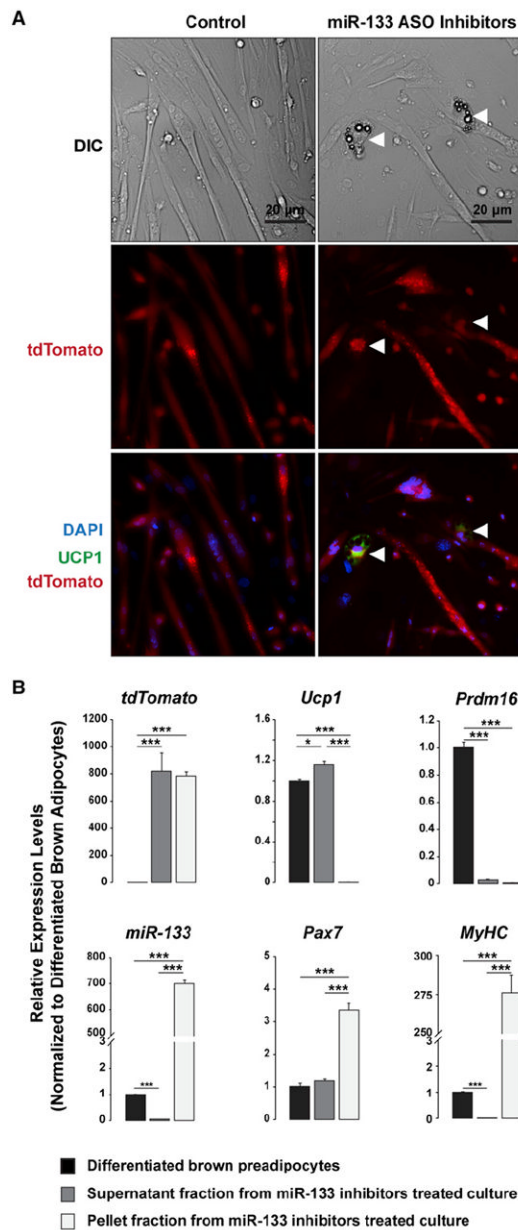 A
Control
miR-133 ASO Inhibitors
DIC
20 µm
20 µm
tdTomato
DAPI
UCP1
tdTomato
B
Relative Expression Levels
(Normalized to Differentiated Brown Adipocytes)
tdTomato
1200
1000
800
600
400
200
0
***
***
Ucp1
1.6
1.2
0.8
0.4
0
***
*
***
Prdm16
1.2
1.0
0.8
0.6
0.4
0.2
0
***
***
miR-133
800
700
600
500
3
2
1
0
***
***
***
Pax7
5
4
3
2
1
0
***
***
MyHC
300
275
250
3
2
1
0
***
***
***
Differentiated brown preadipocytes
Supernatant fraction from miR-133 inhibitors treated culture
Pellet fraction from miR-133 inhibitors treated culture